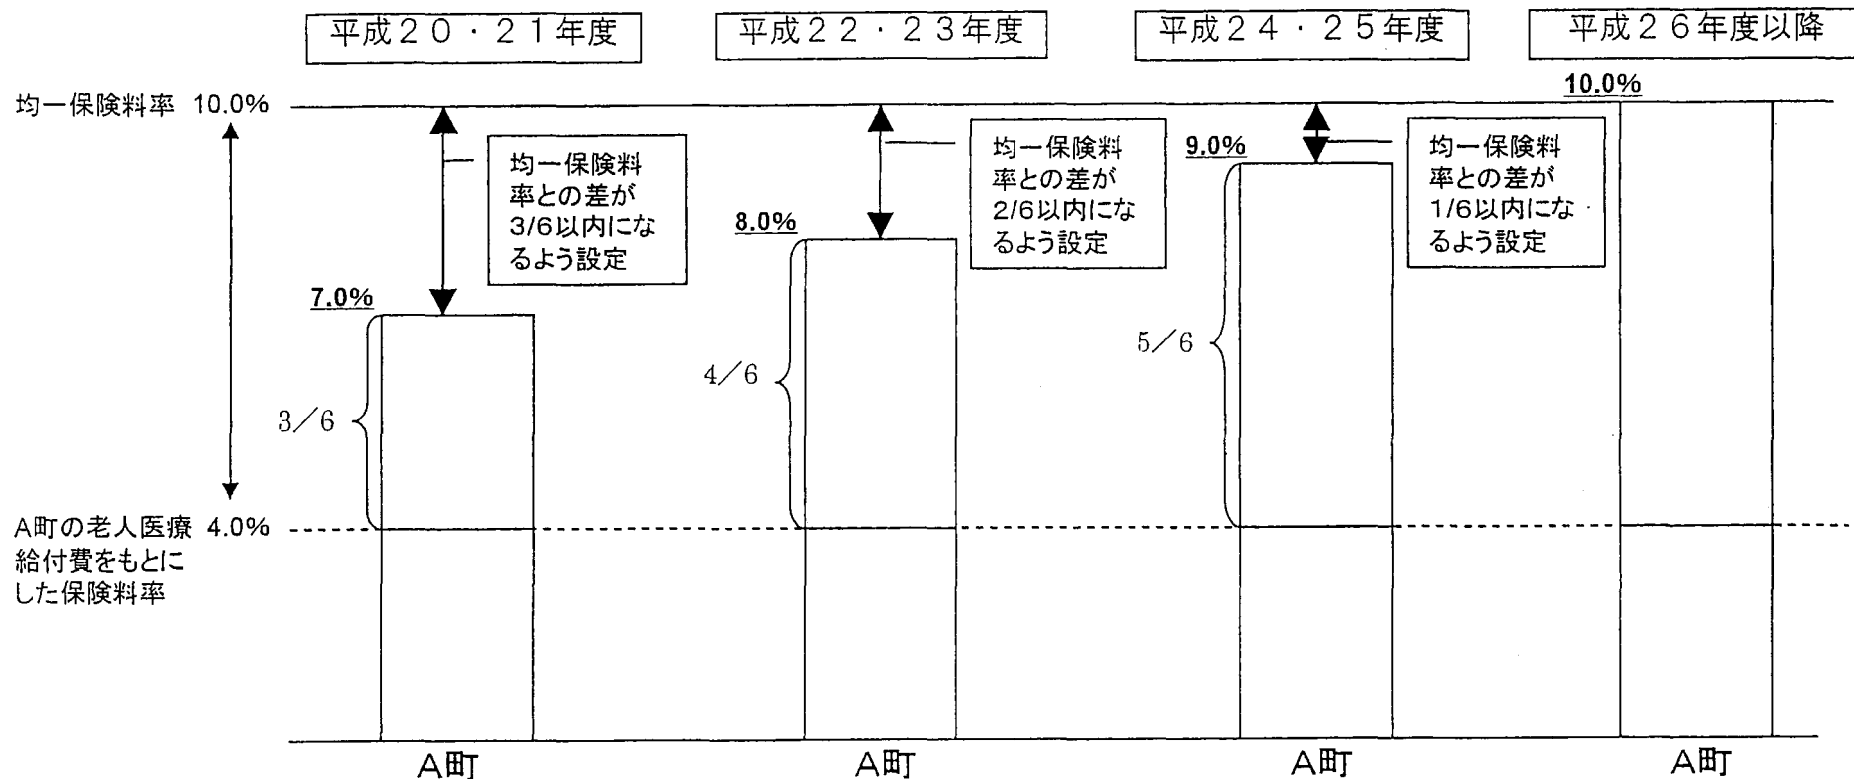 平成２０・２１年度
平成２２・２３年度
平成２４・２５年度
平成２６年度以降
均一保険料率 10.0%
10.0%
均一保険料
率との差が
3/6以内にな
るよう設定
均一保険料
率との差が
2/6以内にな
るよう設定
9.0%
均一保険料
率との差が
1/6以内にな
るよう設定
8.0%
7.0%
5／6
4／6
3／6
A町の老人医療 4.0%
給付費をもとに
した保険料率
A町
A町
A町
A町